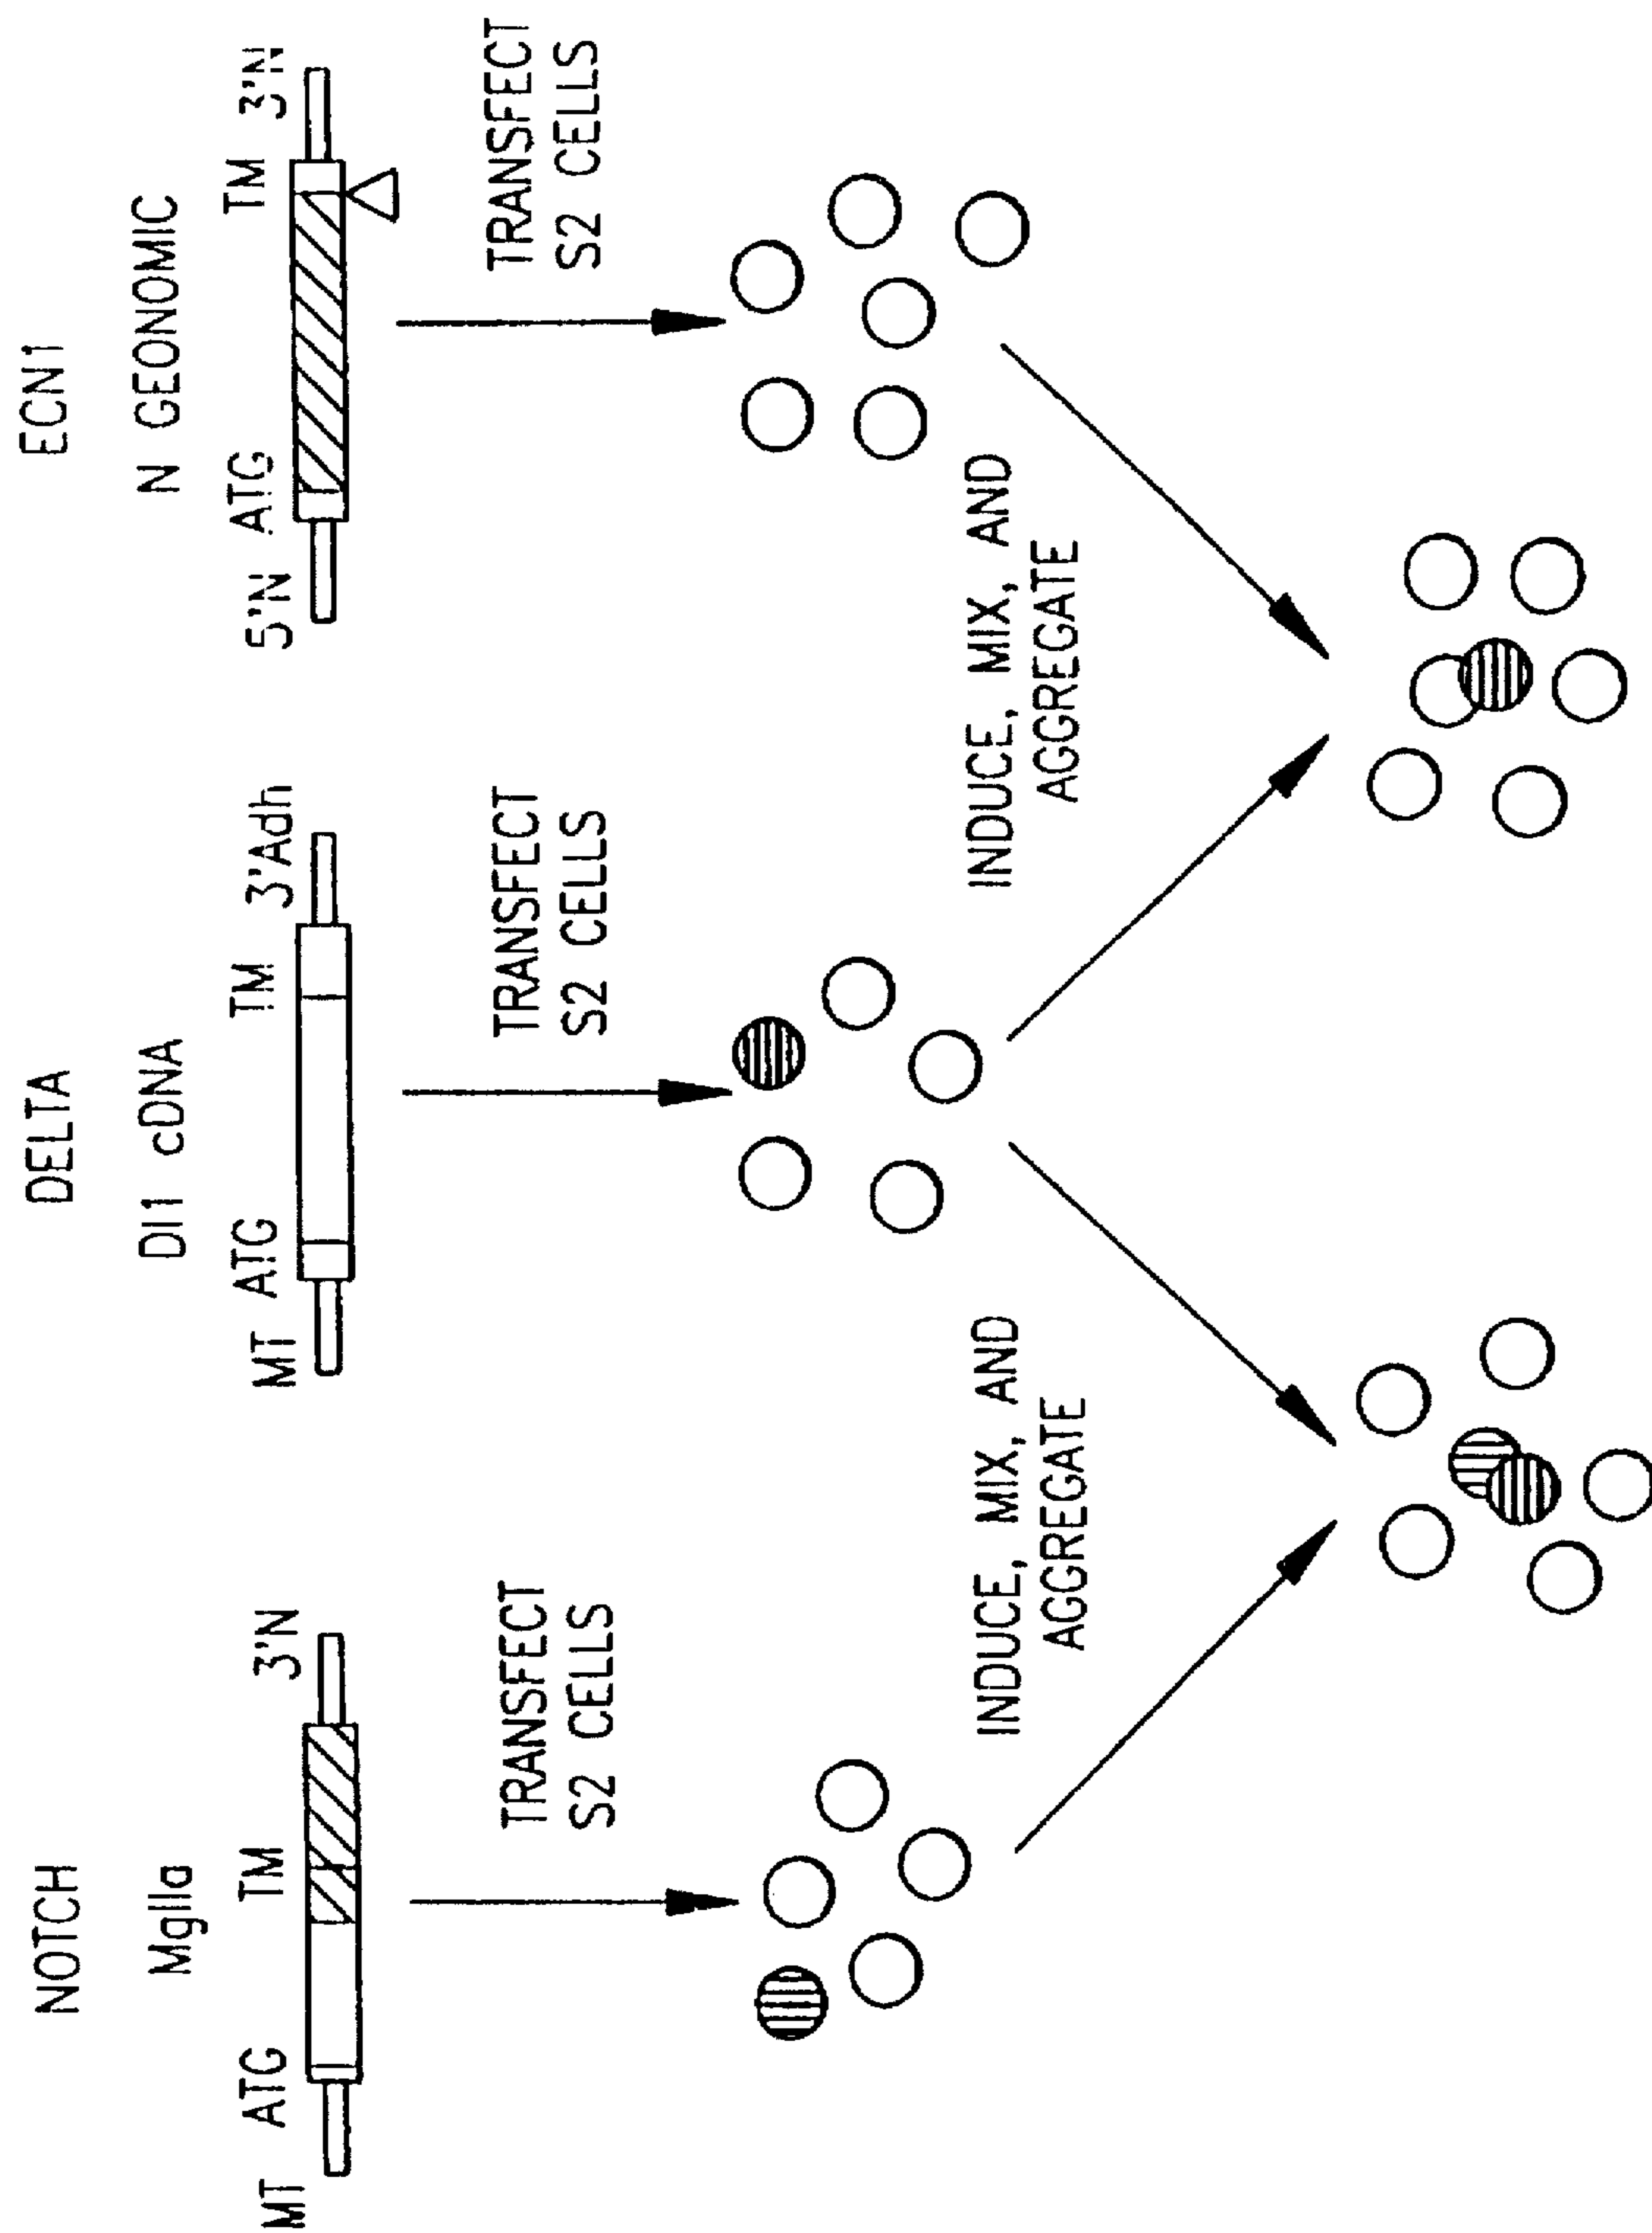 NOTCH
MgIIa
MT ATG TM 3'N
TRANSFECT
S2 CELLS
INDUCE, MIX, AND
AGGREGATE
DELTA
Dl1 cDNA
MT ATG TM 3'Adh
TRANSFECT
S2 CELLS
INDUCE, MIX, AND
AGGREGATE
ECN1
N GEONOMIC
5'N ATG TM 3'N
TRANSFECT
S2 CELLS